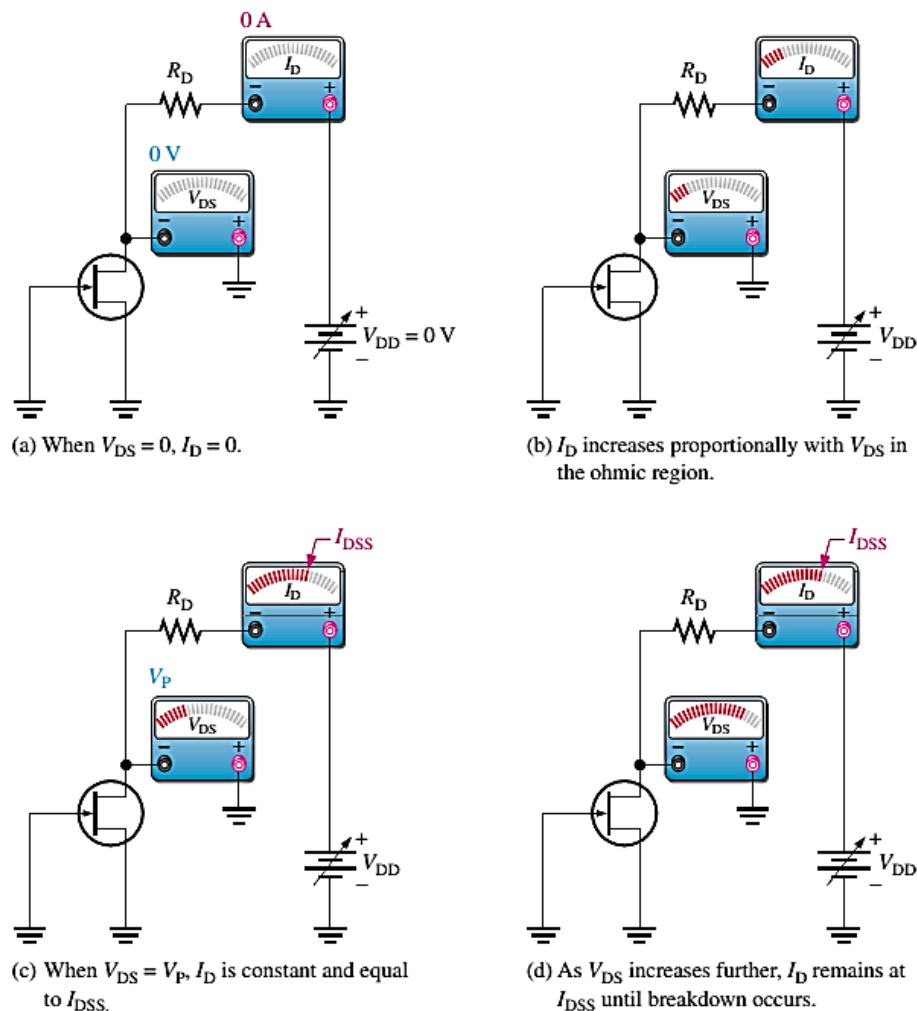 0 A
I_D
− +
R_D
0 V
V_DS
− +
+
V_DD = 0 V
−
(a) When V_DS = 0, I_D = 0.
I_D
− +
R_D
V_DS
− +
+
V_DD
−
(b) I_D increases proportionally with V_DS in
the ohmic region.
I_DSS
I_D
− +
R_D
V_P
V_DS
− +
+
V_DD
−
(c) When V_DS = V_P, I_D is constant and equal
to I_DSS.
I_DSS
I_D
− +
R_D
V_DS
− +
+
V_DD
−
(d) As V_DS increases further, I_D remains at
I_DSS until breakdown occurs.